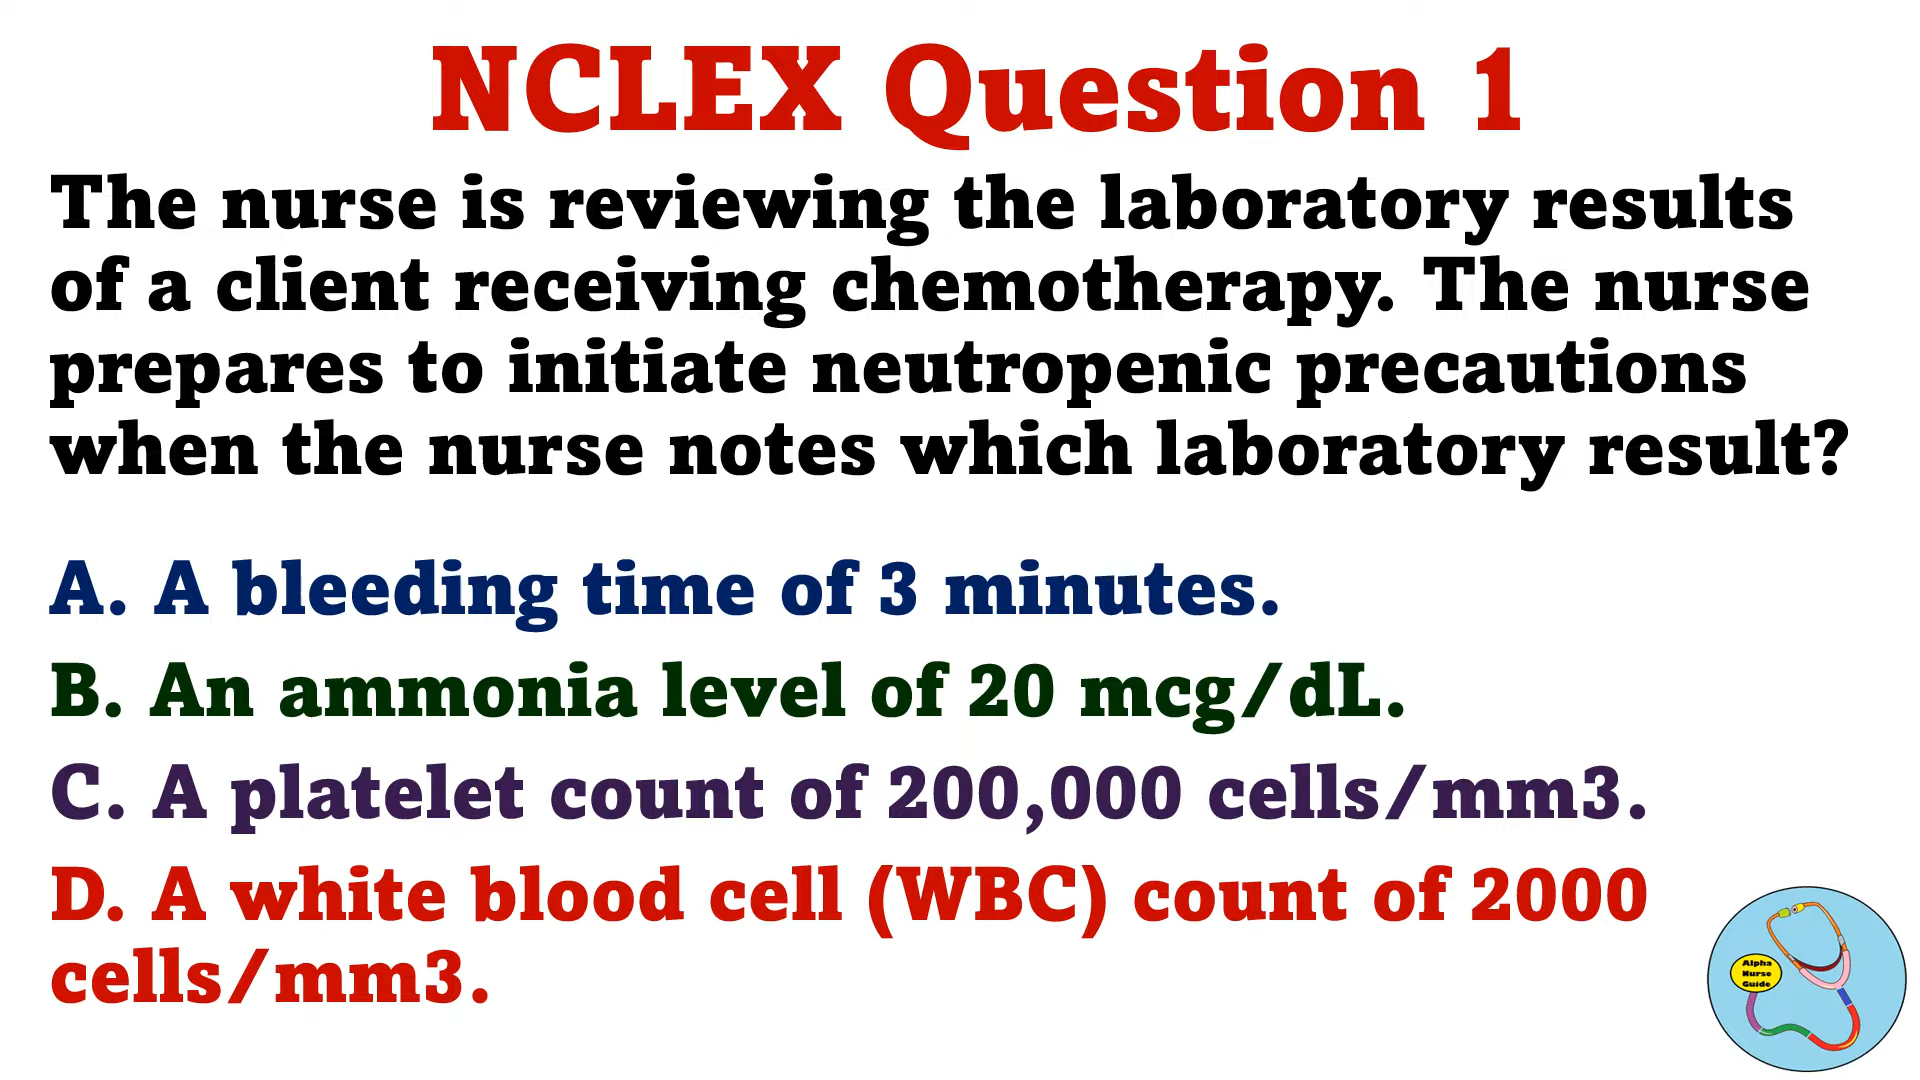 NCLEX Question 1
The nurse is reviewing the laboratory results
of a client receiving chemotherapy. The nurse
prepares to initiate neutropenic precautions
when the nurse notes which laboratory result?
A. A bleeding time of 3 minutes.
B. An ammonia level of 20 mcg/dL.
C. A platelet count of 200,000 cells/mm3.
D. A white blood cell (WBC) count of 2000
cells/mm3.
Alpha
Nurse
Guide